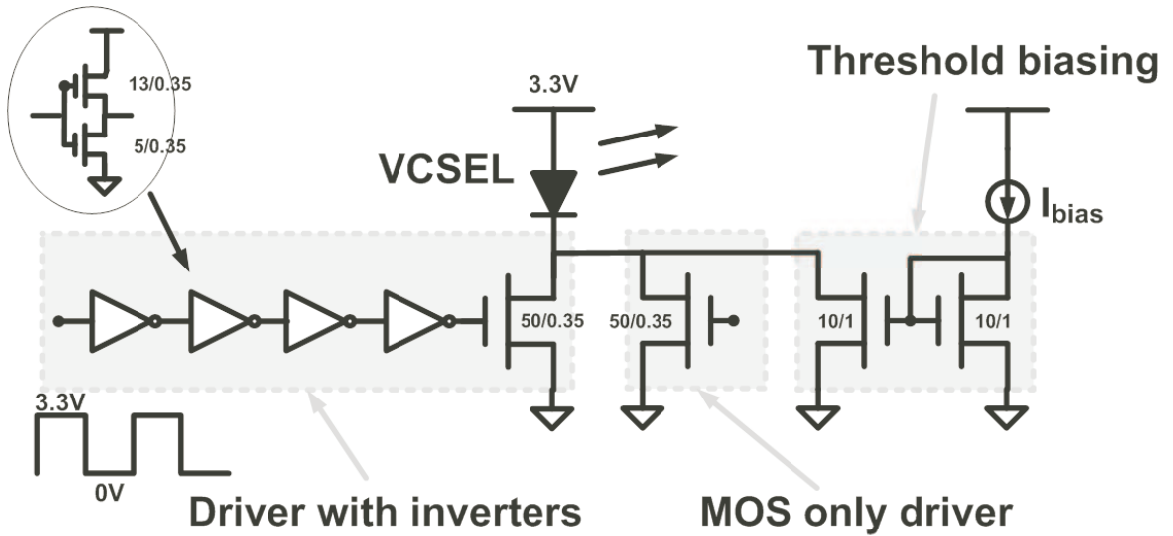 13/0.35
5/0.35
3.3V
VCSEL
Threshold biasing
Ibias
50/0.35
50/0.35
10/1
10/1
3.3V
0V
Driver with inverters
MOS only driver